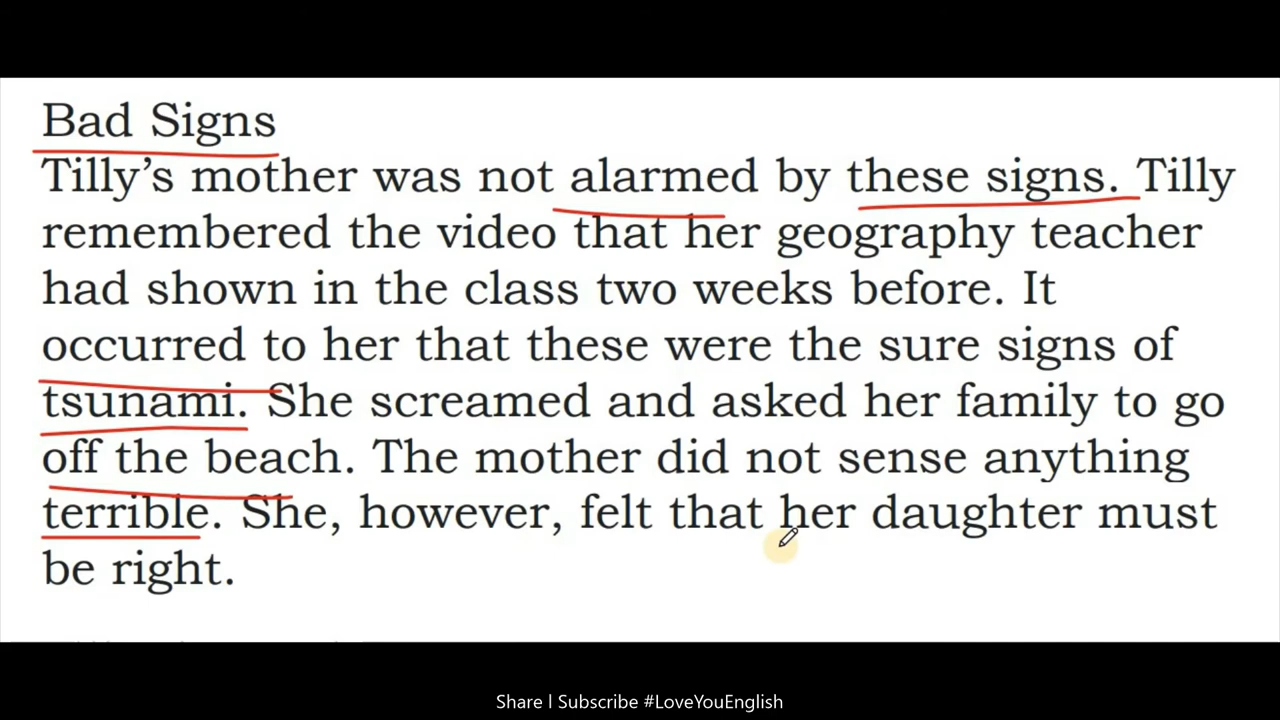 Bad Signs
Tilly’s mother was not alarmed by these signs. Tilly
remembered the video that her geography teacher
had shown in the class two weeks before. It
occurred to her that these were the sure signs of
tsunami. She screamed and asked her family to go
off the beach. The mother did not sense anything
terrible. She, however, felt that her daughter must
be right.
Share | Subscribe #LoveYouEnglish